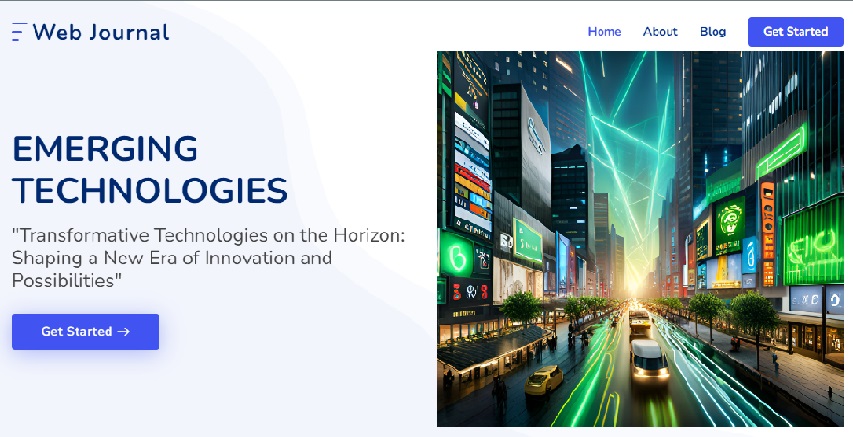 Web Journal
Home About Blog Get Started
EMERGING
TECHNOLOGIES
"Transformative Technologies on the Horizon:
Shaping a New Era of Innovation and
Possibilities"
Get Started →